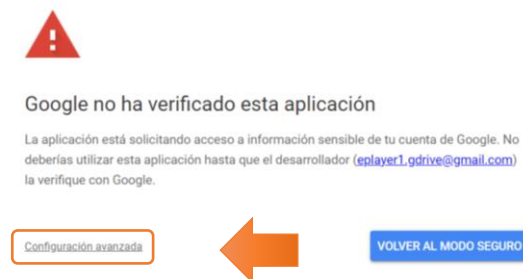 Google no ha verificado esta aplicación
La aplicación está solicitando acceso a información sensible de tu cuenta de Google. No
deberías utilizar esta aplicación hasta que el desarrollador (eplayer1.gdrive@gmail.com)
la verifique con Google.
Configuración avanzada
VOLVER AL MODO SEGURO